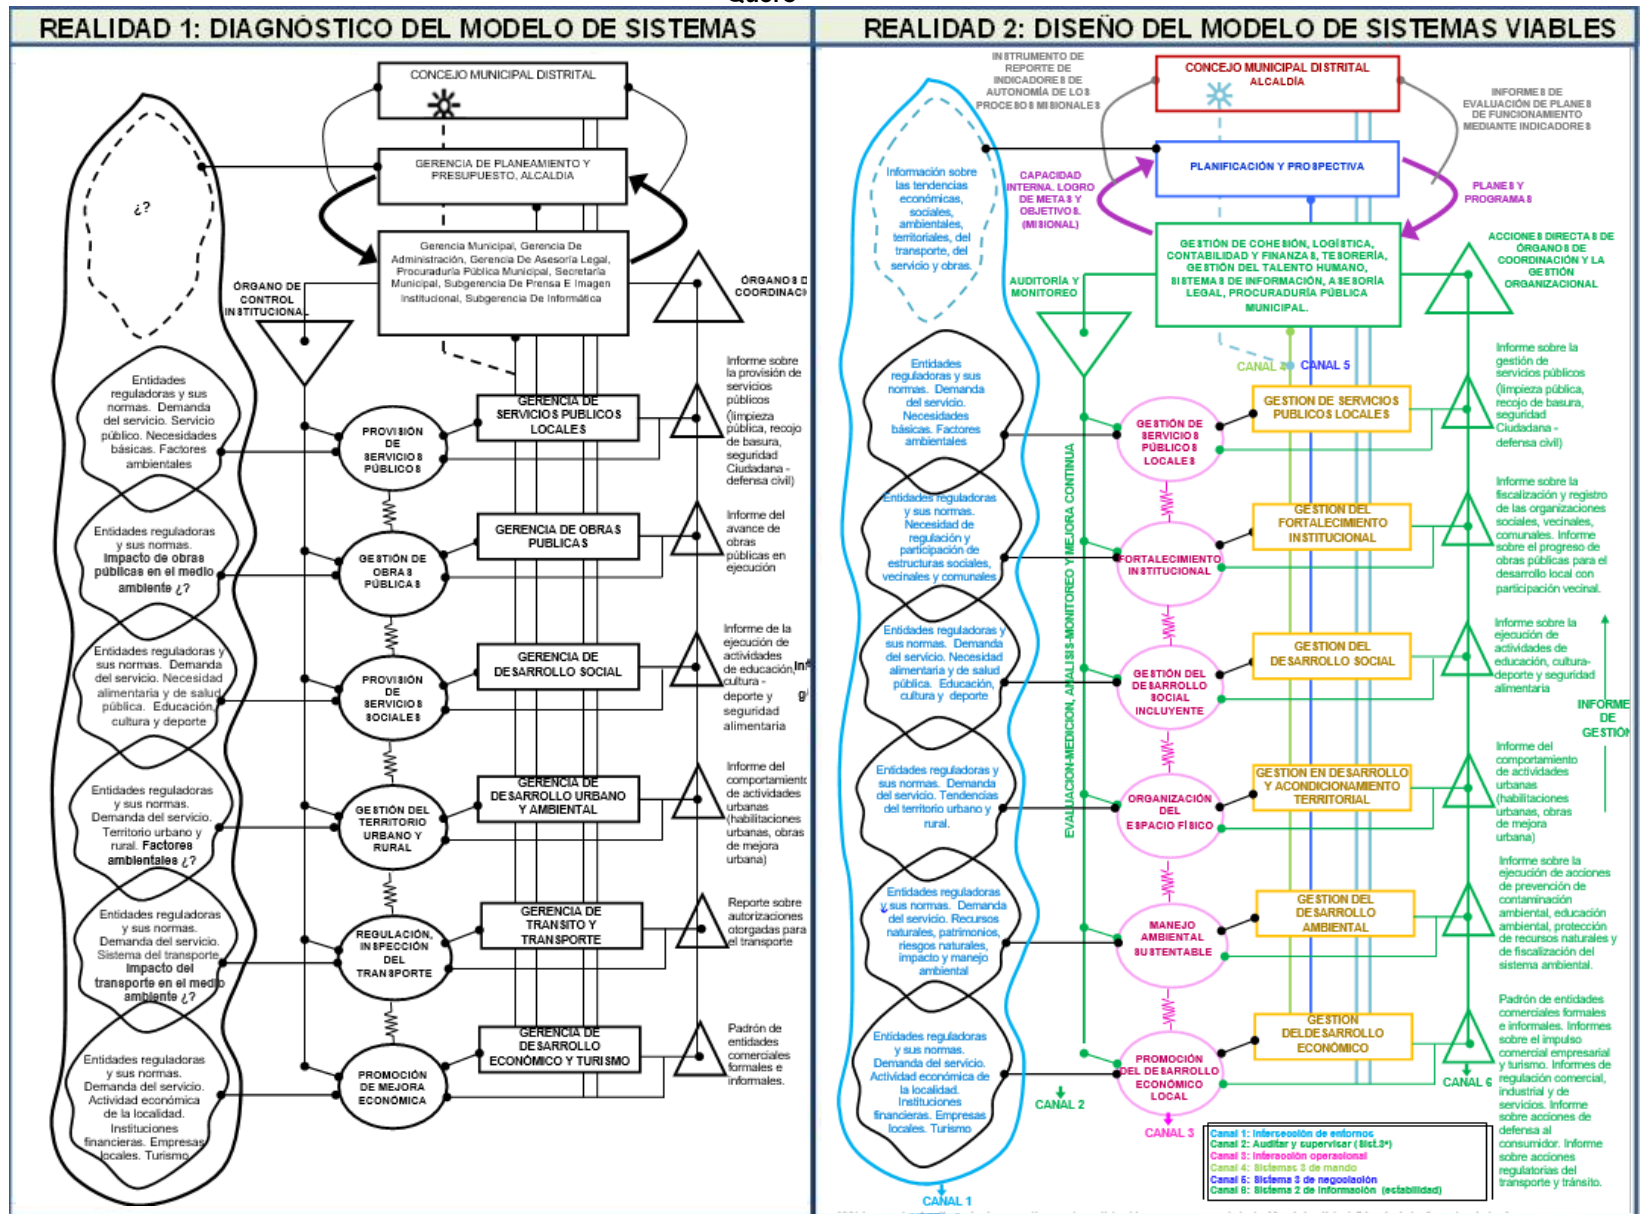 REALIDAD 1: DIAGNÓSTICO DEL MODELO DE SISTEMAS
CONCEJO MUNICIPAL DISTRITAL
GERENCIA DE PLANEAMIENTO Y
PRESUPUESTO, ALCALDIA
¿?
Gerencia Municipal, Gerencia De
Administración, Gerencia De Asesoría Legal,
Procuraduría Pública Municipal, Secretaría
Municipal, Subgerencia De Prensa E Imagen
Institucional, Subgerencia De Informática
ÓRGANO DE
CONTROL
INSTITUCIONAL
ÓRGANOS D
COORDINACI
Entidades
reguladoras y sus
normas. Demanda
del servicio. Servicio
público. Necesidades
básicas. Factores
ambientales
PROVISIÓN
DE
SERVICIOS
PÚBLICOS
GERENCIA DE
SERVICIOS PUBLICOS
LOCALES
Informe sobre
la provisión de
servicios
públicos
(limpieza
pública, recojo
de basura,
seguridad
Ciudadana -
defensa civil)
Entidades reguladoras
y sus normas.
Impacto de obras
públicas en el medio
ambiente ¿?
GESTIÓN DE
OBRAS
PÚBLICAS
GERENCIA DE OBRAS
PUBLICAS
Informe del
avance de
obras
públicas en
ejecución
Entidades reguladoras y
sus normas. Demanda
del servicio. Necesidad
alimentaria y de salud
pública. Educación,
cultura y deporte
PROVISIÓN
DE
SERVICIOS
SOCIALES
GERENCIA DE
DESARROLLO SOCIAL
Informe de la
ejecución de
actividades
de educación,
cultura -
deporte y
seguridad
alimentaria
Entidades reguladoras
y sus normas.
Demanda del servicio.
Territorio urbano y
rural. Factores
ambientales ¿?
GESTIÓN DEL
TERRITORIO
URBANO Y
RURAL
GERENCIA DE
DESARROLLO URBANO
Y AMBIENTAL
Informe del
comportamiento
de actividades
urbanas
(habilitaciones
urbanas, obras
de mejora
urbana)
Entidades reguladoras
y sus normas.
Demanda del servicio.
Sistema del transporte.
Impacto del
transporte en el medio
ambiente ¿?
REGULACIÓN,
INSPECCIÓN
DEL
TRANSPORTE
GERENCIA DE
TRANSITO Y
TRANSPORTE
Reporte sobre
autorizaciones
otorgadas para
el transporte
Entidades reguladoras
y sus normas.
Demanda del servicio.
Actividad económica
de la localidad.
Instituciones
financieras. Empresas
locales. Turismo
PROMOCIÓN
DE MEJORA
ECONÓMICA
GERENCIA DE
DESARROLLO
ECONÓMICO Y TURISMO
Padrón de
entidades
comerciales
formales e
informales.
REALIDAD 2: DISEÑO DEL MODELO DE SISTEMAS VIABLES
INSTRUMENTO DE
REPORTE DE
INDICADORES DE
AUTONOMÍA DE LOS
PROCESOS MISIONALES
CONCEJO MUNICIPAL DISTRITAL
ALCALDÍA
INFORMES DE
EVALUACIÓN DE PLANES
DE FUNCIONAMIENTO
MEDIANTE INDICADORES
Información sobre
las tendencias
económicas,
sociales,
ambientales,
territoriales, del
transporte, del
servicio y obras.
CAPACIDAD
INTERNA. LOGRO
DE METAS Y
OBJETIVOS.
(MISIONAL)
PLANIFICACIÓN Y PROSPECTIVA
PLANES Y
PROGRAMAS
GESTIÓN DE COHESIÓN, LOGÍSTICA,
CONTABILIDAD Y FINANZAS, TESORERÍA,
GESTIÓN DEL TALENTO HUMANO,
SISTEMAS DE INFORMACIÓN, ASESORÍA
LEGAL, PROCURADURÍA PÚBLICA
MUNICIPAL.
AUDITORÍA Y
MONITOREO
ACCIONES DIRECTAS DE
ÓRGANOS DE
COORDINACIÓN Y LA
GESTIÓN
ORGANIZACIONAL
CANAL 4
CANAL 5
EVALUACION-MEDICION, ANALISIS-MONITOREO Y MEJORA CONTINUA
Entidades
reguladoras y sus
normas. Demanda
del servicio.
Necesidades
básicas. Factores
ambientales
GESTIÓN DE
SERVICIOS
PÚBLICOS
LOCALES
GESTION DE SERVICIOS
PUBLICOS LOCALES
Informe sobre la
gestión de
servicios públicos
(limpieza pública,
recojo de basura,
seguridad
Ciudadana -
defensa civil)
Entidades reguladoras
y sus normas.
Necesidad de
regulación y
participación de
estructuras sociales,
vecinales y comunales
FORTALECIMIENTO
INSTITUCIONAL
GESTIÓN DEL
FORTALECIMIENTO
INSTITUCIONAL
Informe sobre la
fiscalización y registro
de las organizaciones
sociales, vecinales,
comunales. Informe
sobre el progreso de
obras públicas para el
desarrollo local con
participación vecinal.
Entidades reguladoras y
sus normas. Demanda
del servicio. Necesidad
alimentaria y de salud
pública. Educación,
cultura y deporte
GESTIÓN DEL
DESARROLLO
SOCIAL
INCLUYENTE
GESTIÓN DEL
DESARROLLO SOCIAL
Informe sobre la
ejecución de
actividades de
educación, cultura-
deporte y seguridad
alimentaria
INFORME
DE
GESTIÓN
Entidades reguladoras y
sus normas. Demanda
del servicio. Tendencias
del territorio urbano y
rural.
ORGANIZACIÓN
DEL
ESPACIO FÍSICO
GESTION EN DESARROLLO
Y ACONDICIONAMIENTO
TERRITORIAL
Informe del
comportamiento
de actividades
urbanas
(habilitaciones
urbanas, obras
de mejora
urbana)
Entidades reguladoras
y sus normas. Demanda
del servicio. Recursos
naturales, patrimonios,
riesgos naturales,
impacto y manejo
ambiental
MANEJO
AMBIENTAL
SUSTENTABLE
GESTIÓN DEL
DESARROLLO
AMBIENTAL
Informe sobre la
ejecución de acciones
de prevención de
contaminación
ambiental, educación
ambiental, protección
de recursos naturales y
de fiscalización del
sistema ambiental.
Entidades reguladoras
y sus normas.
Demanda del servicio.
Actividad económica de
la localidad.
Instituciones
financieras. Empresas
locales. Turismo
PROMOCIÓN
DEL DESARROLLO
ECONÓMICO
LOCAL
GESTION
DELDESARROLLO
ECONÓMICO
Padrón de entidades
comerciales formales
e informales. Informes
sobre el impulso
comercial empresarial
y turismo. Informes de
regulación comercial,
industrial y de
servicios. Informe
sobre acciones de
defensa al
consumidor. Informe
sobre acciones
regulatorias del
transporte y tránsito.
CANAL 6
CANAL 2
CANAL 3
CANAL 1
Canal 1: Intersección de entornos
Canal 2: Auditar y supervisar (Sist.3*)
Canal 3: Interacción operacional
Canal 4: Sistemas 3 de mando
Canal 5: Sistema 3 de negociación
Canal 6: Sistema 2 de información (estabilidad)